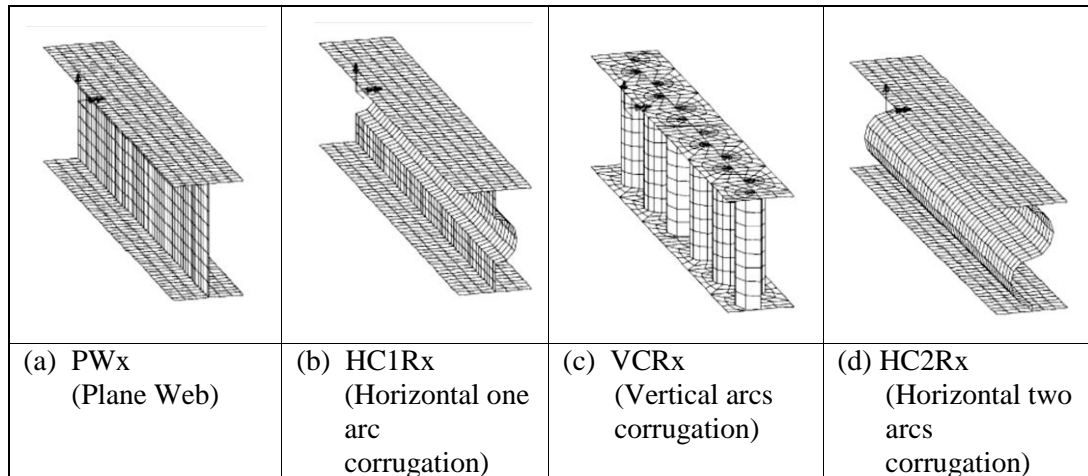 (a) PWx
(Plane Web)
(b) HC1Rx
(Horizontal one
arc
corrugation)
(c) VCRx
(Vertical arcs
corrugation)
(d) HC2Rx
(Horizontal two
arcs
corrugation)